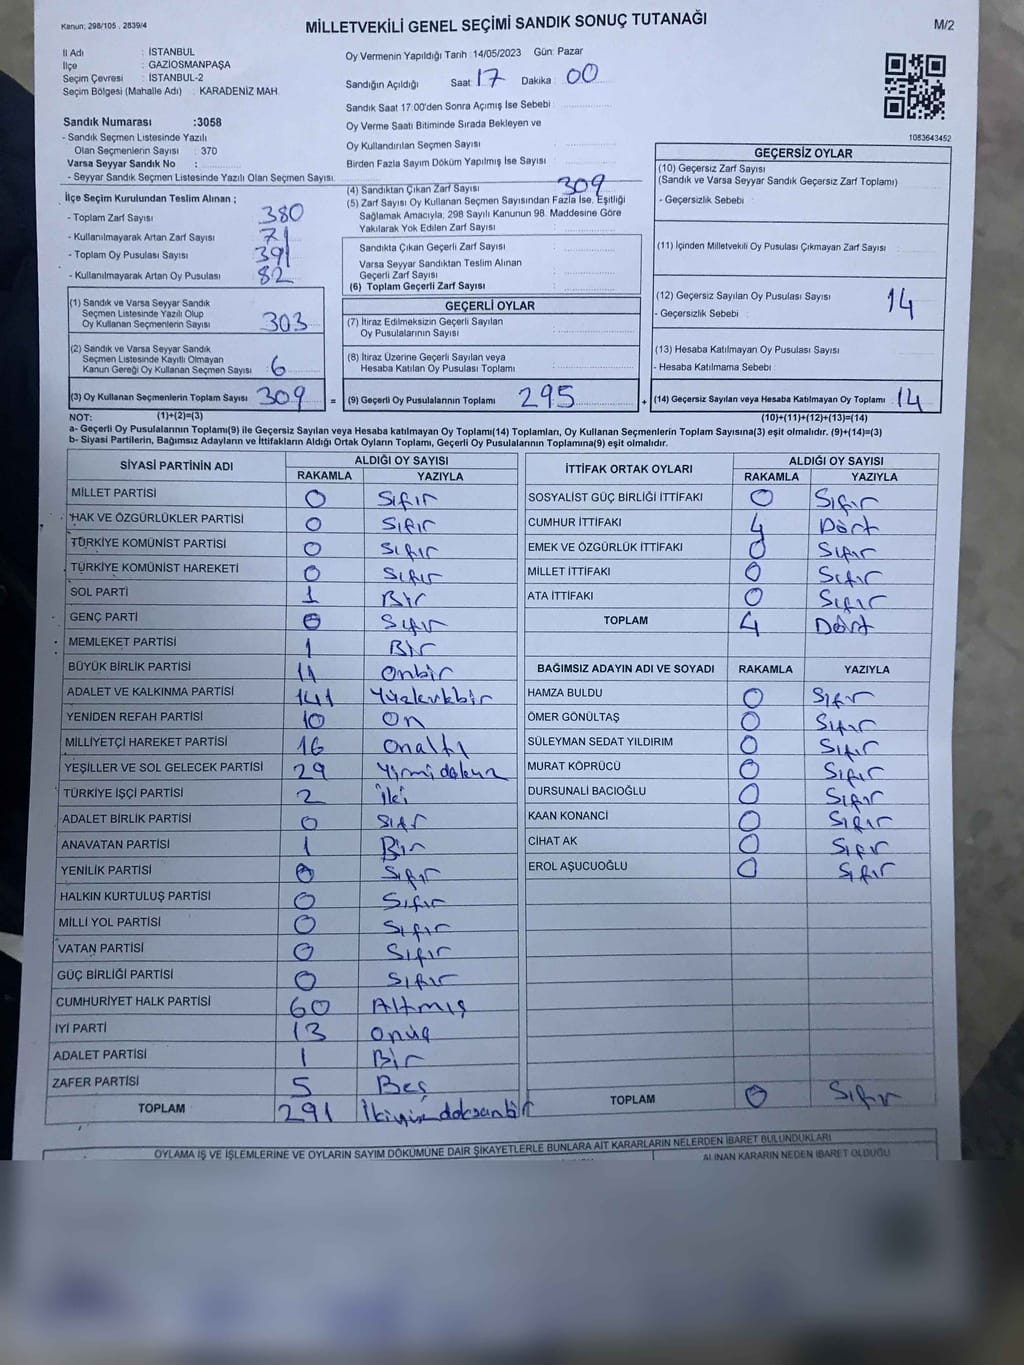 Kanun: 298/105 . 2839/4
MİLLETVEKİLİ GENEL SEÇİMİ SANDIK SONUÇ TUTANAĞI
M/2
İl Adı : İSTANBUL
İlçe : GAZİOSMANPAŞA
Seçim Çevresi : İSTANBUL-2
Seçim Bölgesi (Mahalle Adı) : KARADENİZ MAH.
Oy Vermenin Yapıldığı Tarih :14/05/2023 Gün: Pazar
Sandığın Açıldığı Saat: 17 Dakika : 00
Sandık Saat 17:00'den Sonra Açımış İse Sebebi :
Oy Verme Saati Bitiminde Sırada Bekleyen ve
Oy Kullandırılan Seçmen Sayısı :
Birden Fazla Sayım Döküm Yapılmış İse Sayısı :
1083643452
Sandık Numarası :3058
- Sandık Seçmen Listesinde Yazılı
Olan Seçmenlerin Sayısı : 370
Varsa Seyyar Sandık No :
- Seyyar Sandık Seçmen Listesinde Yazılı Olan Seçmen Sayısı:
İlçe Seçim Kurulundan Teslim Alınan ;
- Toplam Zarf Sayısı : 380
- Kullanılmayarak Artan Zarf Sayısı : 71
- Toplam Oy Pusulası Sayısı : 391
- Kullanılmayarak Artan Oy Pusulası : 82
(4) Sandıktan Çıkan Zarf Sayısı 309
(5) Zarf Sayısı Oy Kullanan Seçmen Sayısından Fazla İse, Eşitliği
Sağlamak Amacıyla; 298 Sayılı Kanunun 98. Maddesine Göre
Yakılarak Yok Edilen Zarf Sayısı :
Sandıkta Çıkan Geçerli Zarf Sayısı :
Varsa Seyyar Sandıktan Teslim Alınan
Geçerli Zarf Sayısı :
(6) Toplam Geçerli Zarf Sayısı :
GEÇERSİZ OYLAR
(10) Geçersiz Zarf Sayısı
(Sandık ve Varsa Seyyar Sandık Geçersiz Zarf Toplamı) :
- Geçersizlik Sebebi :
(11) İçinden Milletvekili Oy Pusulası Çıkmayan Zarf Sayısı :
(12) Geçersiz Sayılan Oy Pusulası Sayısı : 14
- Geçersizlik Sebebi :
(13) Hesaba Katılmayan Oy Pusulası Sayısı :
- Hesaba Katılmama Sebebi :
(14) Geçersiz Sayılan veya Hesaba Katılmayan Oy Toplamı : 14
(10)+(11)+(12)+(13)=(14)
(1) Sandık ve Varsa Seyyar Sandık
Seçmen Listesinde Yazılı Olup
Oy Kullanan Seçmenlerin Sayısı : 303
(2) Sandık ve Varsa Seyyar Sandık
Seçmen Listesinde Kayıtlı Olmayan
Kanun Gereği Oy Kullanan Seçmen Sayısı : 6
(3) Oy Kullanan Seçmenlerin Toplam Sayısı : 309
=
GEÇERLİ OYLAR
(7) İtiraz Edilmeksizin Geçerli Sayılan
Oy Pusulalarının Sayısı :
(8) İtiraz Üzerine Geçerli Sayılan veya
Hesaba Katılan Oy Pusulası Toplamı :
(9) Geçerli Oy Pusulalarının Toplamı : 295
+
NOT: (1)+(2)=(3)
a- Geçerli Oy Pusulalarının Toplamı(9) ile Geçersiz Sayılan veya Hesaba katılmayan Oy Toplamı(14) Toplamları, Oy Kullanan Seçmenlerin Toplam Sayısına(3) eşit olmalıdır. (9)+(14)=(3)
b- Siyasi Partilerin, Bağımsız Adayların ve İttifakların Aldığı Ortak Oyların Toplamı, Geçerli Oy Pusulalarının Toplamına(9) eşit olmalıdır.
SİYASİ PARTİNİN ADI ALDIĞI OY SAYISI
RAKAMLA YAZIYLA
MİLLET PARTİSİ 0 Sıfır
HAK VE ÖZGÜRLÜKLER PARTİSİ 0 Sıfır
TÜRKİYE KOMÜNİST PARTİSİ 0 Sıfır
TÜRKİYE KOMÜNİST HAREKETİ 0 Sıfır
SOL PARTİ 1 Bir
GENÇ PARTİ 0 Sıfır
MEMLEKET PARTİSİ 1 Bir
BÜYÜK BİRLİK PARTİSİ 11 Onbir
ADALET VE KALKINMA PARTİSİ 141 Yüzkırkbir
YENİDEN REFAH PARTİSİ 10 On
MİLLİYETÇİ HAREKET PARTİSİ 16 Onaltı
YEŞİLLER VE SOL GELECEK PARTİSİ 29 Yirmidokuz
TÜRKİYE İŞÇİ PARTİSİ 2 İki
ADALET BİRLİK PARTİSİ 0 Sıfır
ANAVATAN PARTİSİ 1 Bir
YENİLİK PARTİSİ 0 Sıfır
HALKIN KURTULUŞ PARTİSİ 0 Sıfır
MİLLİ YOL PARTİSİ 0 Sıfır
VATAN PARTİSİ 0 Sıfır
GÜÇ BİRLİĞİ PARTİSİ 0 Sıfır
CUMHURİYET HALK PARTİSİ 60 Altmış
İYİ PARTİ 13 Onüç
ADALET PARTİSİ 1 Bir
ZAFER PARTİSİ 5 Beş
TOPLAM 291 İkiyüzdoksanbir
İTTİFAK ORTAK OYLARI ALDIĞI OY SAYISI
RAKAMLA YAZIYLA
SOSYALİST GÜÇ BİRLİĞİ İTTİFAKI 0 Sıfır
CUMHUR İTTİFAKI 4 Dört
EMEK VE ÖZGÜRLÜK İTTİFAKI 0 Sıfır
MİLLET İTTİFAKI 0 Sıfır
ATA İTTİFAKI 0 Sıfır
TOPLAM 4 Dört
BAĞIMSIZ ADAYIN ADI VE SOYADI RAKAMLA YAZIYLA
HAMZA BULDU 0 Sıfır
ÖMER GÖNÜLTAŞ 0 Sıfır
SÜLEYMAN SEDAT YILDIRIM 0 Sıfır
MURAT KÖPRÜCÜ 0 Sıfır
DURSUNALİ BACIOĞLU 0 Sıfır
KAAN KONANCİ 0 Sıfır
CİHAT AK 0 Sıfır
EROL AŞUCUOĞLU 0 Sıfır
TOPLAM 0 Sıfır
OYLAMA İŞ VE İŞLEMLERİNE VE OYLARIN SAYIM DÖKÜMÜNE DAİR ŞİKAYETLERLE BUNLARA AİT KARARLARIN NELERDEN İBARET BULUNDUKLARI
ALINAN KARARIN NEDEN İBARET OLDUĞU